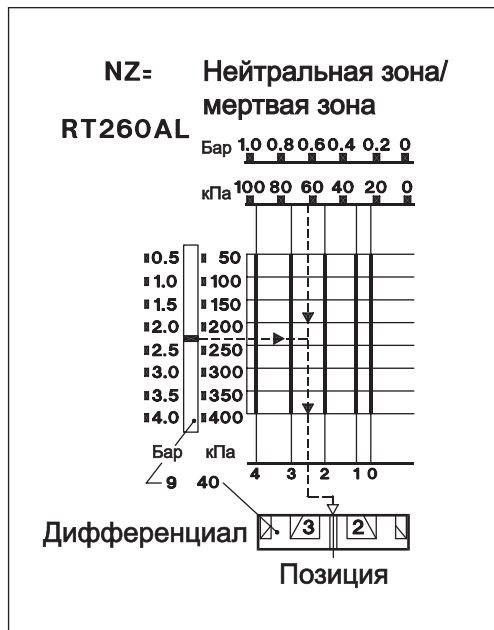 NZ= Нейтральная зона/
мертвая зона
RT260AL
Бар 1.0 0.8 0.6 0.4 0.2 0
кПа 100 80 60 40 20 0
0.5 50
1.0 100
1.5 150
2.0 200
2.5 250
3.0 300
3.5 350
4.0 400
Бар кПа
4 3 2 1 0
9 40
Дифференциал 3 2
Позиция